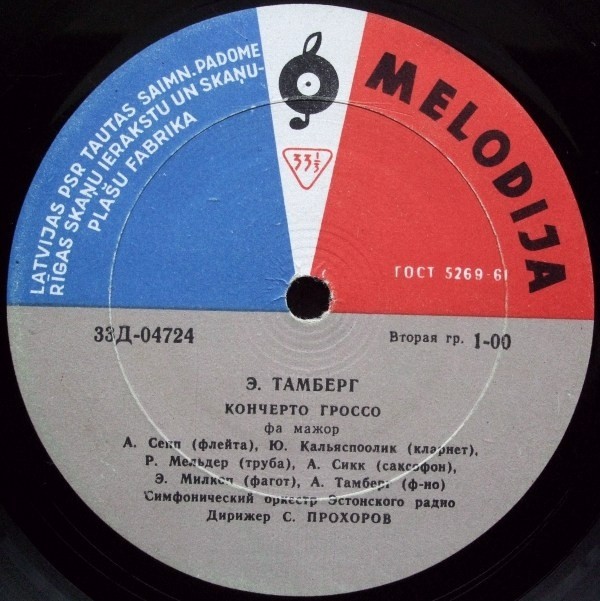 LATVIJAS PSR TAUTAS SAIMN. PADOME
RĪGAS SKAŅU IERAKSTU UN SKAŅU-
PLAŠU FABRIKA
33⅓
MELODIJA
ГОСТ 5269-61
33Д-04724
Вторая гр. 1-00
Э. ТАМБЕРГ
КОНЧЕРТО ГРОССО
фа мажор
А. Сепп (флейта), Ю. Кальяспоолик (кларнет),
Р. Мельдер (труба), А. Сикк (саксофон),
Э. Милкоп (фагот), А. Тамберг (ф-но)
Симфонический оркестр Эстонского радио
Дирижер С. ПРОХОРОВ